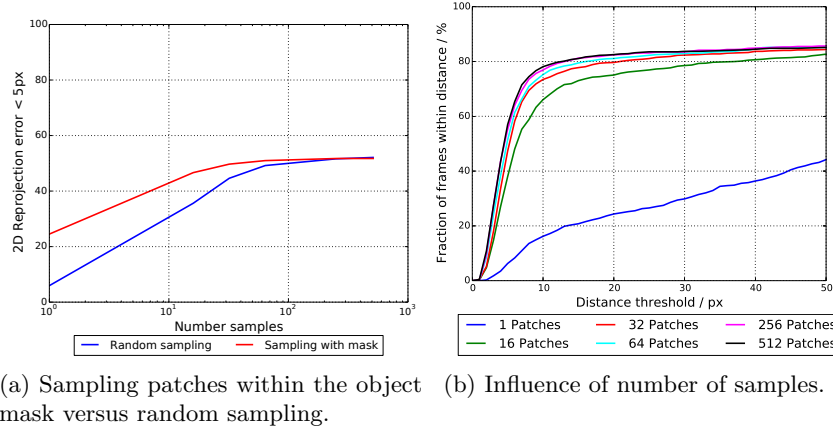 100
80
60
40
20
0
2D Reprojection error < 5px
10^0 10^1 10^2 10^3
Number samples
Random sampling Sampling with mask
100
80
60
40
20
0
Fraction of frames within distance / %
0 10 20 30 40 50
Distance threshold / px
1 Patches 32 Patches 256 Patches
16 Patches 64 Patches 512 Patches
(a) Sampling patches within the object
mask versus random sampling.
(b) Influence of number of samples.